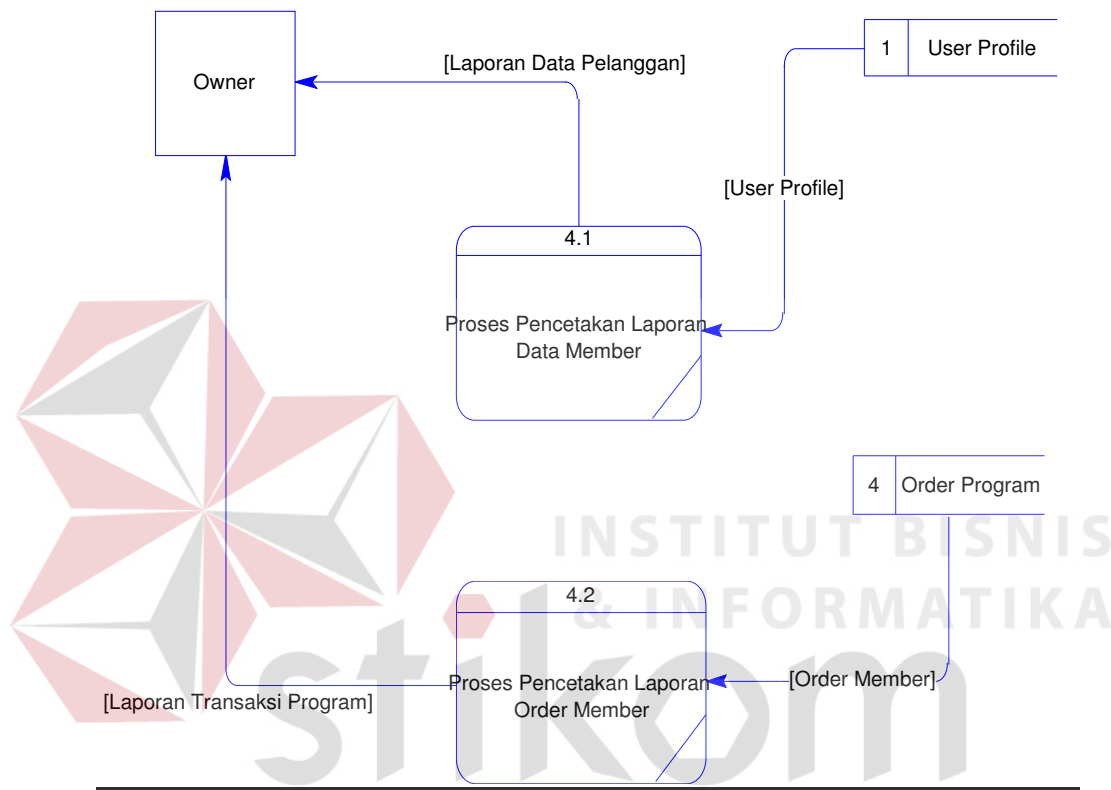 Owner
[Laporan Data Pelanggan]
1
User Profile
[User Profile]
4.1
Proses Pencetakan Laporan
Data Member
4
Order Program
INSTITUT BISNIS
& INFORMATIKA
stikom
4.2
Proses Pencetakan Laporan
Order Member
[Order Member]
[Laporan Transaksi Program]